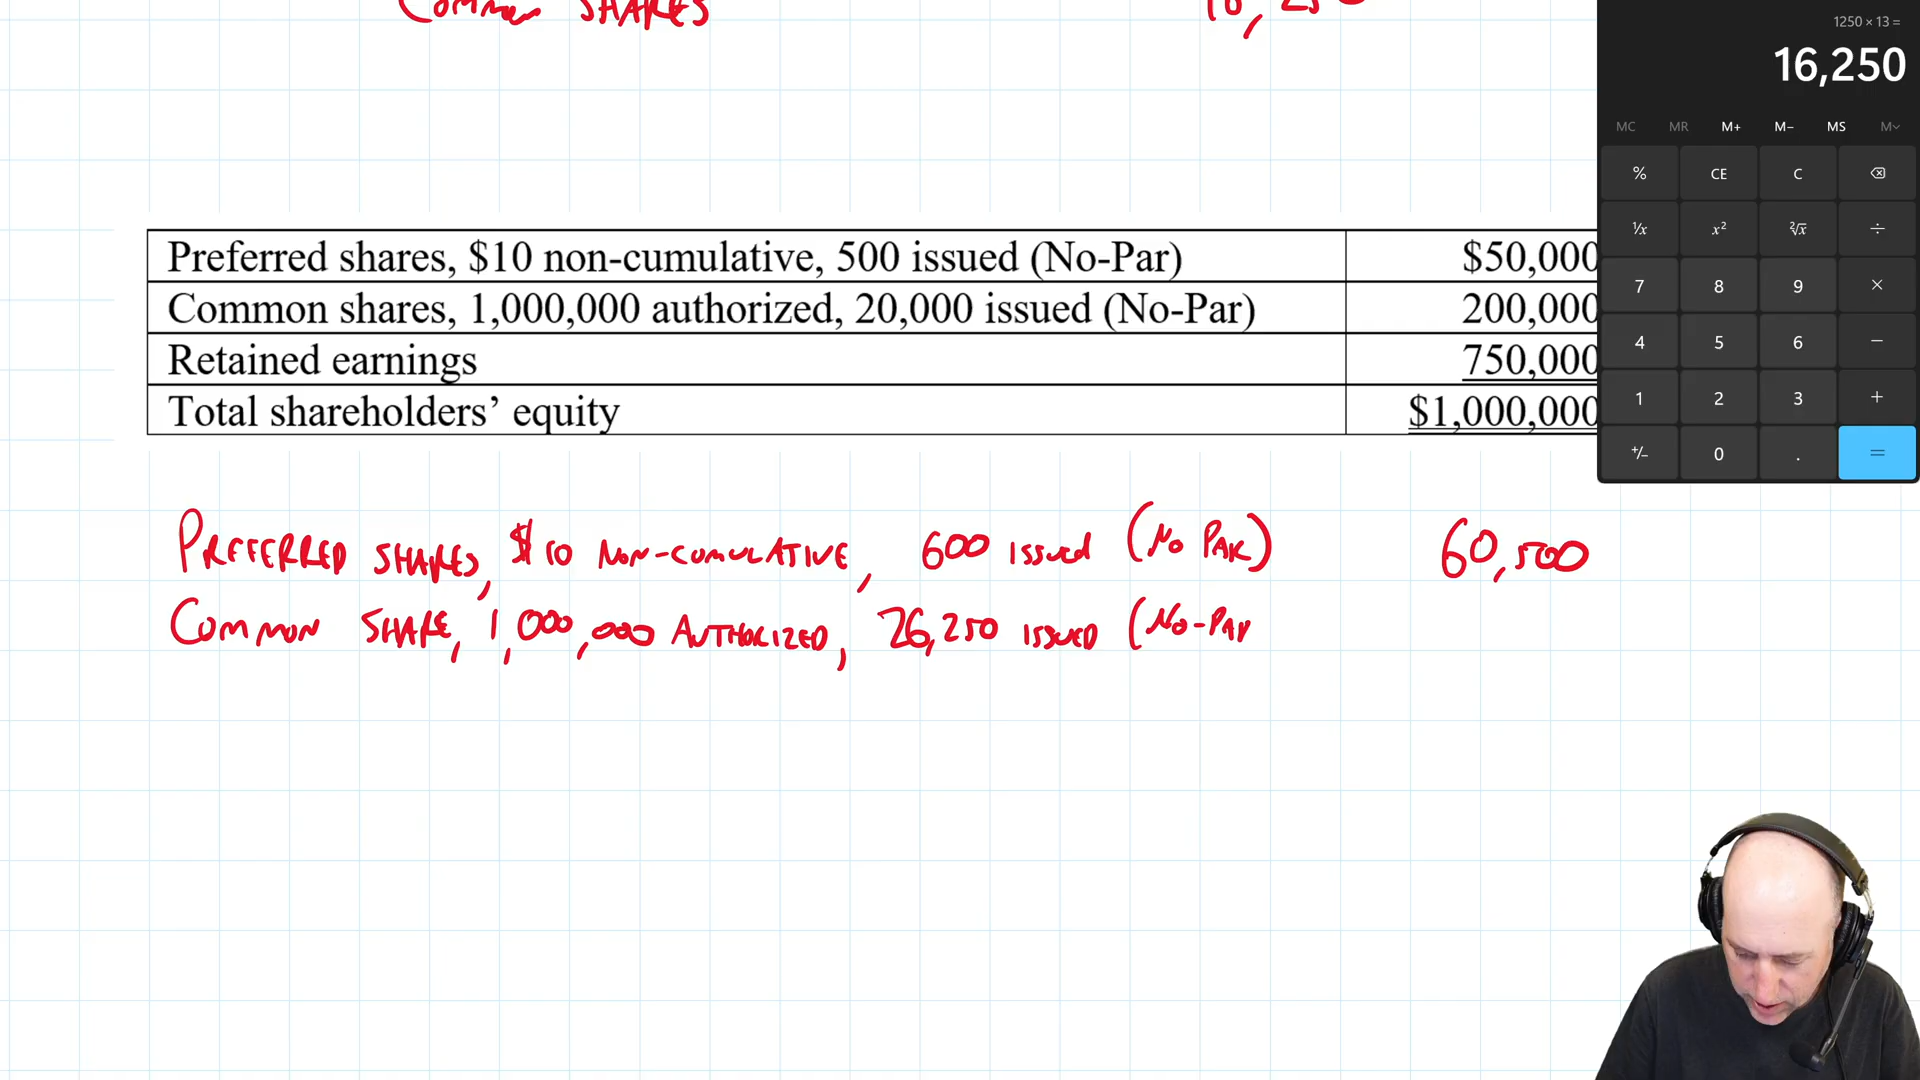 COMMON SHARES 16,250
1250 × 13 =
16,250
MC MR M+ M− MS M˅
% CE C ⌫
¹/x x² ²√x ÷
7 8 9 ×
4 5 6 −
1 2 3 +
+/− 0 . =
Preferred shares, $10 non-cumulative, 500 issued (No-Par) $50,000
Common shares, 1,000,000 authorized, 20,000 issued (No-Par) 200,000
Retained earnings 750,000
Total shareholders’ equity $1,000,000
PREFERRED SHARES, $10 NON-CUMULATIVE, 600 ISSUED (NO PAR) 60,500
COMMON SHARE, 1,000,000 AUTHORIZED, 26,250 ISSUED (NO-PAR